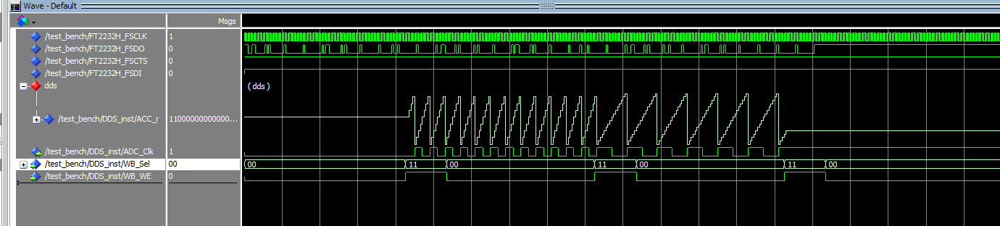 Wave - Default
Msgs
/test_bench/FT2232H_FSCLK 1
/test_bench/FT2232H_FSDO 0
/test_bench/FT2232H_FSCTS 0
/test_bench/FT2232H_FSDI 0
dds (dds)
/test_bench/DDS_inst/ACC_r 11000000000000...
/test_bench/DDS_inst/ADC_Clk 1
/test_bench/DDS_inst/WB_Sel 00 00 11 00 11 00 11 00
/test_bench/DDS_inst/WB_WE 0